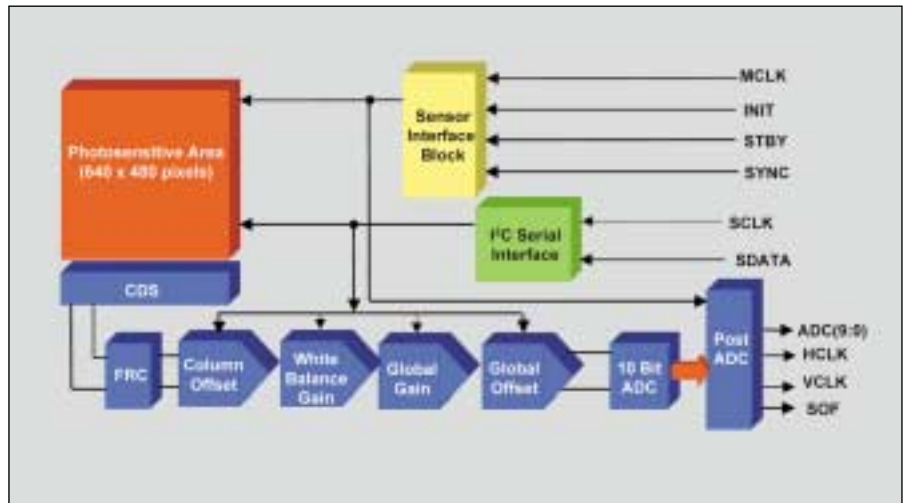 Photosensitive Area
(640 x 480 pixels)
Sensor
Interface
Block
MCLK
INIT
STBY
SYNC
I²C Serial
Interface
SCLK
SDATA
CDS
FRC
Column
Offset
White
Balance
Gain
Global
Gain
Global
Offset
10 Bit
ADC
Post
ADC
ADC(9:0)
HCLK
VCLK
SOF